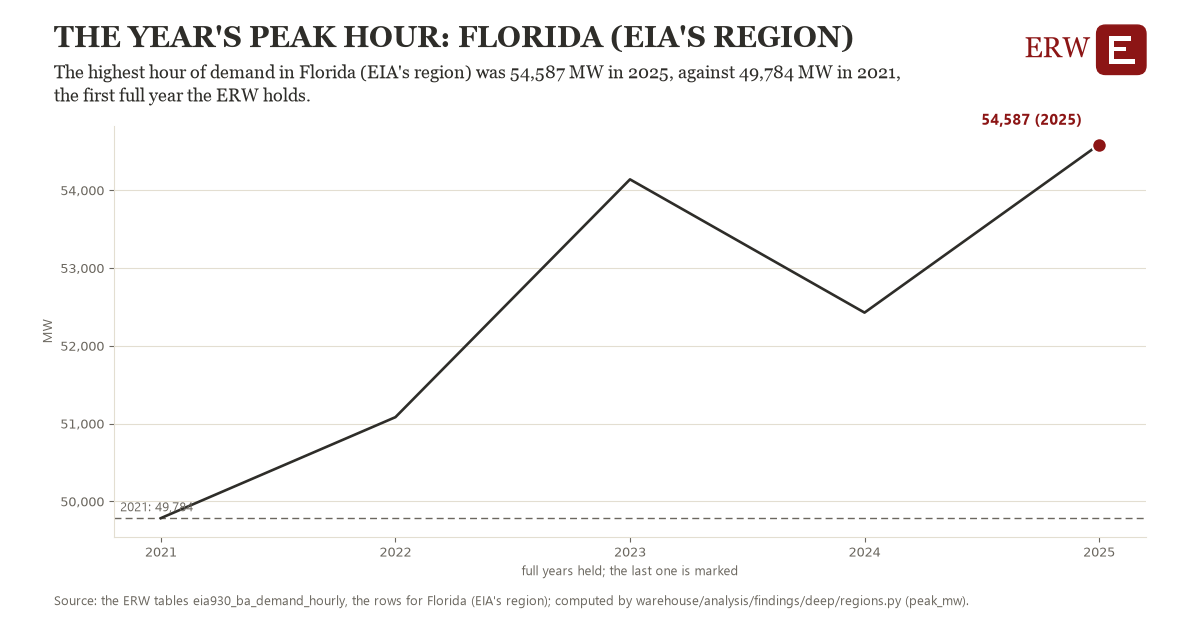 THE YEAR'S PEAK HOUR: FLORIDA (EIA'S REGION)
The highest hour of demand in Florida (EIA's region) was 54,587 MW in 2025, against 49,784 MW in 2021,
the first full year the ERW holds.
ERW E
54,587 (2025)
54,000
53,000
52,000
51,000
50,000
MW
2021: 49,784
2021 2022 2023 2024 2025
full years held; the last one is marked
Source: the ERW tables eia930_ba_demand_hourly, the rows for Florida (EIA's region); computed by warehouse/analysis/findings/deep/regions.py (peak_mw).